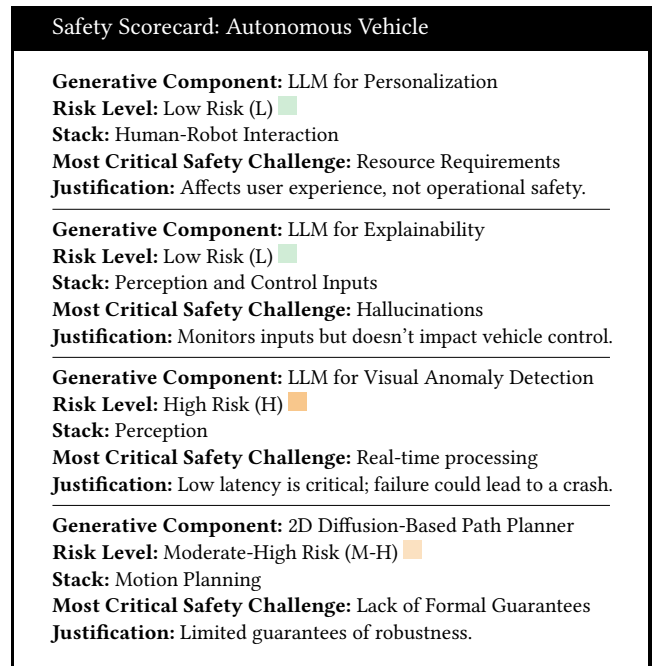 Safety Scorecard: Autonomous Vehicle
Generative Component: LLM for Personalization
Risk Level: Low Risk (L)
Stack: Human-Robot Interaction
Most Critical Safety Challenge: Resource Requirements
Justification: Affects user experience, not operational safety.
Generative Component: LLM for Explainability
Risk Level: Low Risk (L)
Stack: Perception and Control Inputs
Most Critical Safety Challenge: Hallucinations
Justification: Monitors inputs but doesn't impact vehicle control.
Generative Component: LLM for Visual Anomaly Detection
Risk Level: High Risk (H)
Stack: Perception
Most Critical Safety Challenge: Real-time processing
Justification: Low latency is critical; failure could lead to a crash.
Generative Component: 2D Diffusion-Based Path Planner
Risk Level: Moderate-High Risk (M-H)
Stack: Motion Planning
Most Critical Safety Challenge: Lack of Formal Guarantees
Justification: Limited guarantees of robustness.